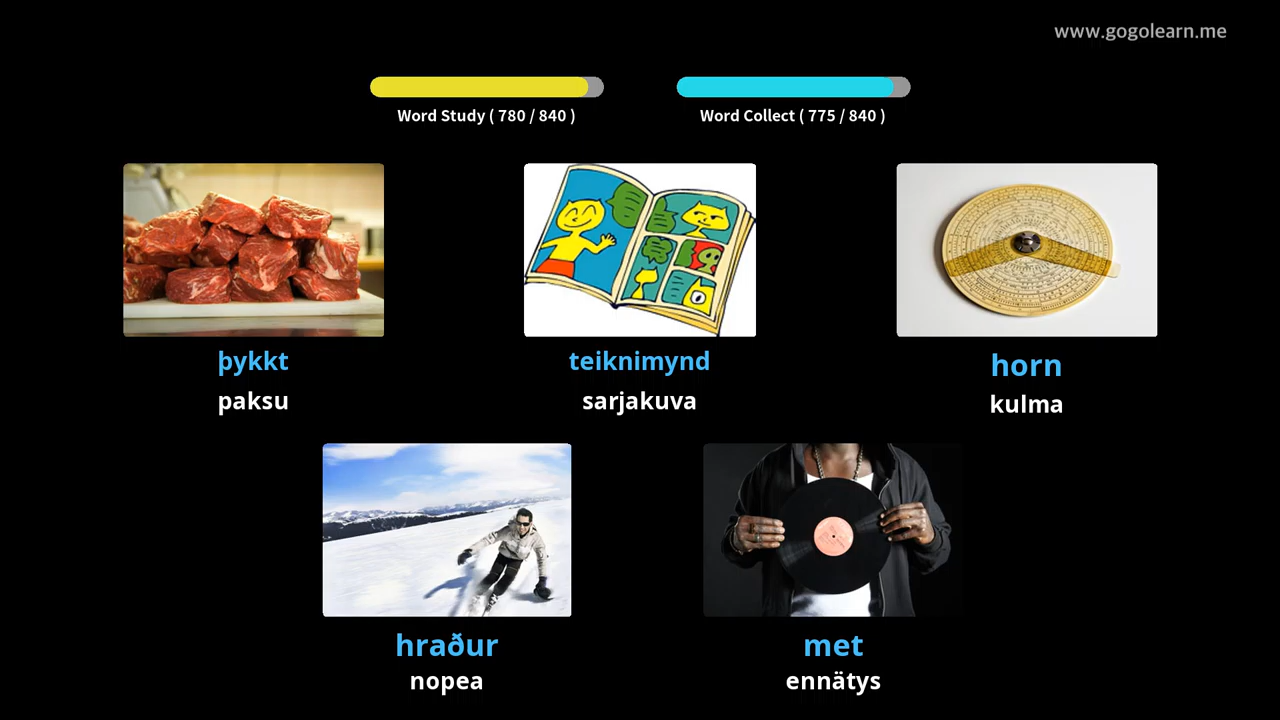 www.gogolearn.me
Word Study ( 780 / 840 )
Word Collect ( 775 / 840 )
þykkt
paksu
teiknimynd
sarjakuva
horn
kulma
hraður
nopea
met
ennätys